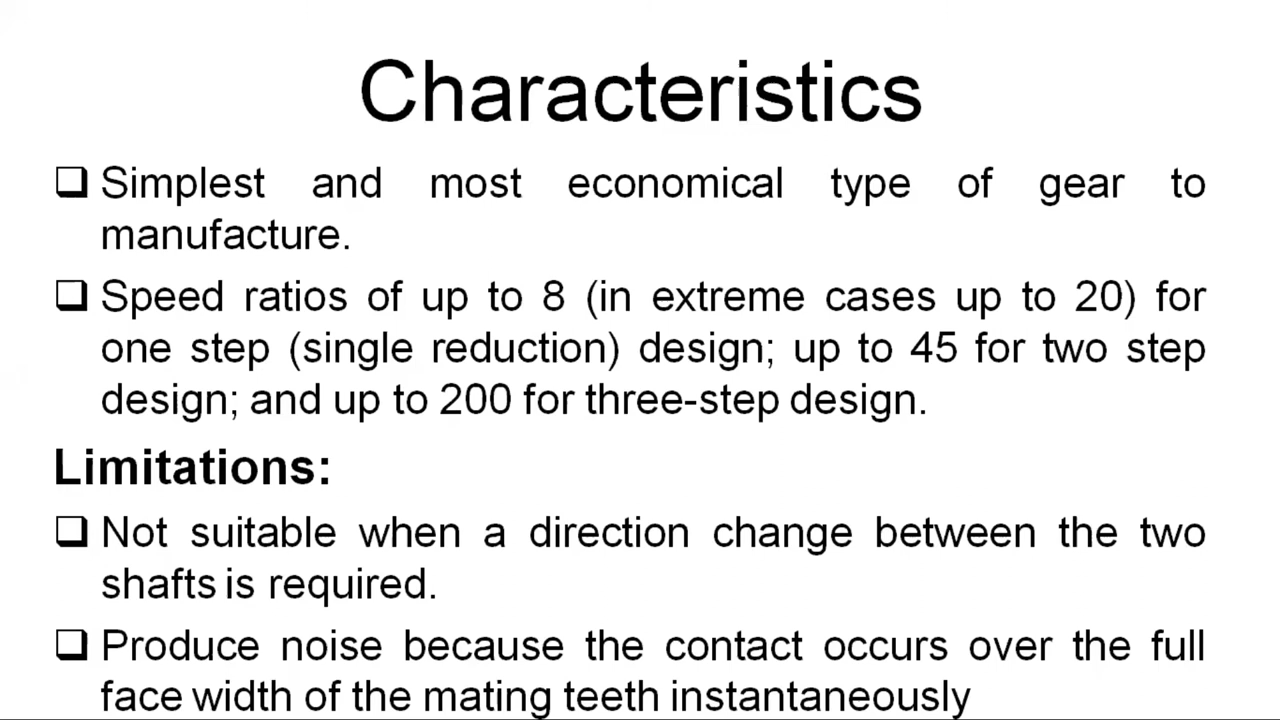 Characteristics
❑ Simplest and most economical type of gear to
manufacture.
❑ Speed ratios of up to 8 (in extreme cases up to 20) for
one step (single reduction) design; up to 45 for two step
design; and up to 200 for three-step design.
Limitations:
❑ Not suitable when a direction change between the two
shafts is required.
❑ Produce noise because the contact occurs over the full
face width of the mating teeth instantaneously